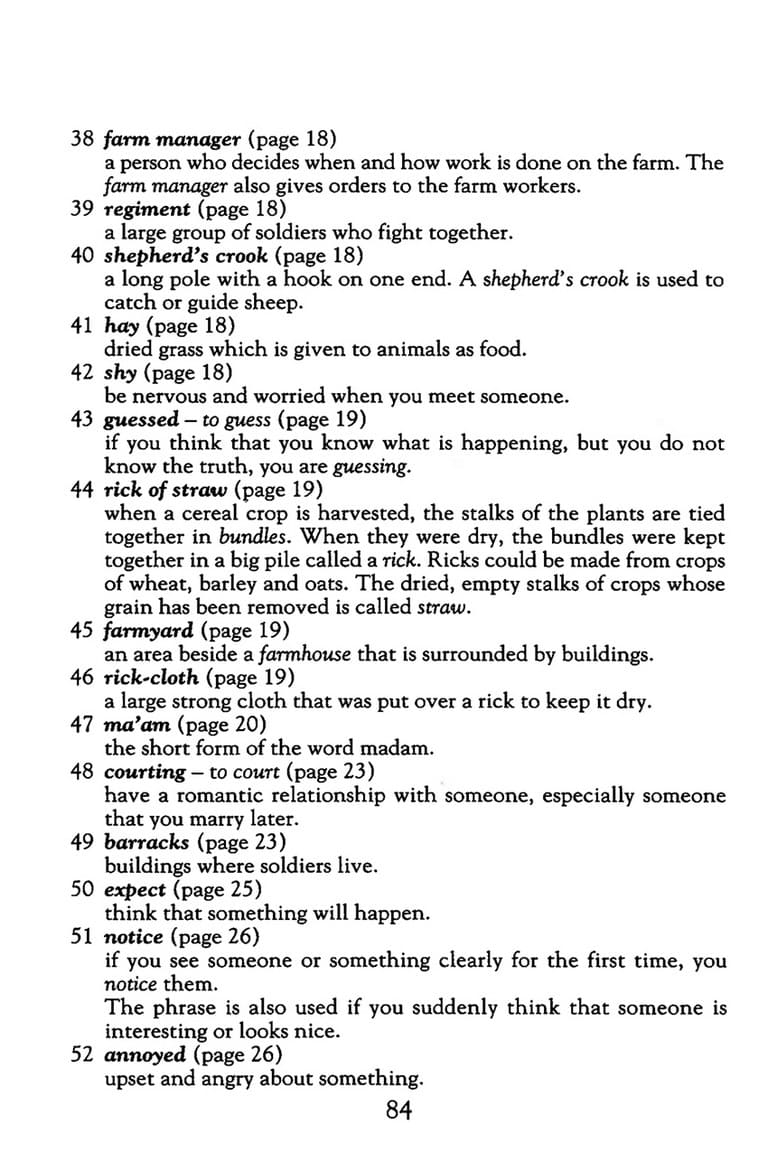 38 farm manager (page 18)
a person who decides when and how work is done on the farm. The
farm manager also gives orders to the farm workers.
39 regiment (page 18)
a large group of soldiers who fight together.
40 shepherd's crook (page 18)
a long pole with a hook on one end. A shepherd's crook is used to
catch or guide sheep.
41 hay (page 18)
dried grass which is given to animals as food.
42 shy (page 18)
be nervous and worried when you meet someone.
43 guessed – to guess (page 19)
if you think that you know what is happening, but you do not
know the truth, you are guessing.
44 rick of straw (page 19)
when a cereal crop is harvested, the stalks of the plants are tied
together in bundles. When they were dry, the bundles were kept
together in a big pile called a rick. Ricks could be made from crops
of wheat, barley and oats. The dried, empty stalks of crops whose
grain has been removed is called straw.
45 farmyard (page 19)
an area beside a farmhouse that is surrounded by buildings.
46 rick-cloth (page 19)
a large strong cloth that was put over a rick to keep it dry.
47 ma'am (page 20)
the short form of the word madam.
48 courting – to court (page 23)
have a romantic relationship with someone, especially someone
that you marry later.
49 barracks (page 23)
buildings where soldiers live.
50 expect (page 25)
think that something will happen.
51 notice (page 26)
if you see someone or something clearly for the first time, you
notice them.
The phrase is also used if you suddenly think that someone is
interesting or looks nice.
52 annoyed (page 26)
upset and angry about something.
84